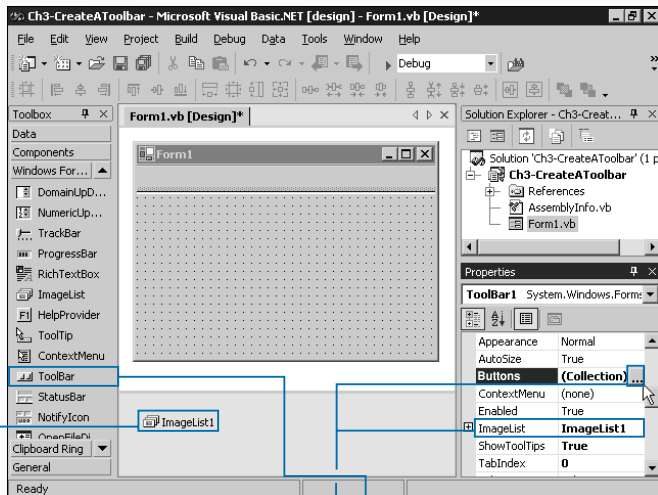 Ch3-CreateAToolbar - Microsoft Visual Basic.NET [design] - Form1.vb [Design]*
File Edit View Project Build Debug Data Tools Window Help
Debug
Toolbox
Data
Components
Windows For...
DomainUpD...
NumericUp...
TrackBar
ProgressBar
RichTextBox
ImageList
HelpProvider
ToolTip
ContextMenu
ToolBar
StatusBar
NotifyIcon
OpenFileDi...
Clipboard Ring
General
Form1.vb [Design]*
Form1
ImageList1
Solution Explorer - Ch3-Creat...
Solution 'Ch3-CreateAToolbar' (1 p
Ch3-CreateAToolbar
References
AssemblyInfo.vb
Form1.vb
Properties
ToolBar1 System.Windows.Forms
Appearance Normal
AutoSize True
Buttons (Collection) ...
ContextMenu (none)
Enabled True
ImageList ImageList1
ShowToolTips True
TabIndex 0
Ready